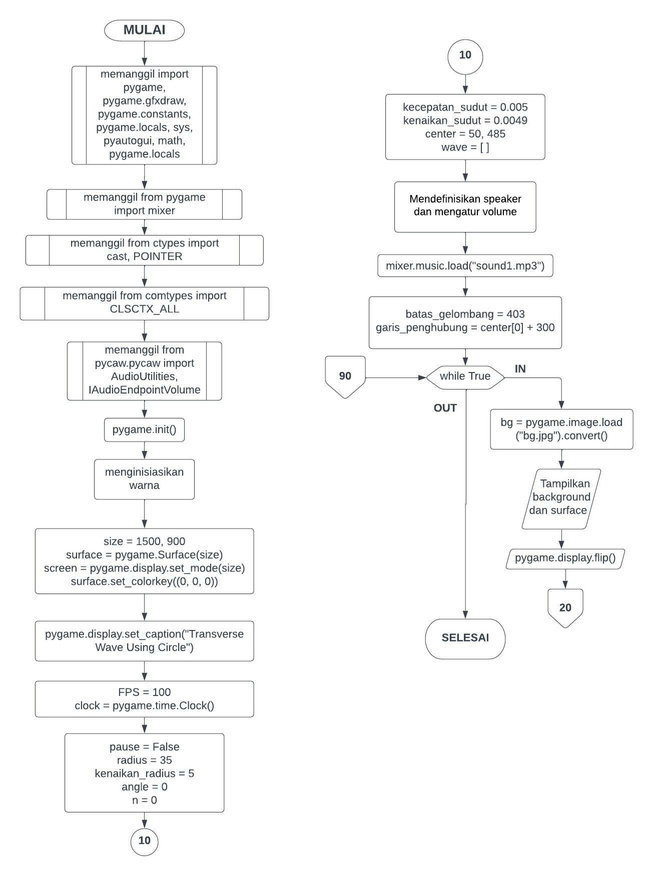 MULAI
memanggil import
pygame,
pygame.gfxdraw,
pygame.constants,
pygame.locals, sys,
pyautogui, math,
pygame.locals
memanggil from pygame
import mixer
memanggil from ctypes import
cast, POINTER
memanggil from comtypes import
CLSCTX_ALL
memanggil from
pycaw.pycaw import
AudioUtilities,
IAudioEndpointVolume
pygame.init()
menginisiasikan
warna
size = 1500, 900
surface = pygame.Surface(size)
screen = pygame.display.set_mode(size)
surface.set_colorkey((0, 0, 0))
pygame.display.set_caption("Transverse
Wave Using Circle")
FPS = 100
clock = pygame.time.Clock()
pause = False
radius = 35
kenaikan_radius = 5
angle = 0
n = 0
10
10
kecepatan_sudut = 0.005
kenaikan_sudut = 0.0049
center = 50, 485
wave = [ ]
Mendefinisikan speaker
dan mengatur volume
mixer.music.load("sound1.mp3")
batas_gelombang = 403
garis_penghubung = center[0] + 300
90
while True
IN
OUT
bg = pygame.image.load
("bg.jpg").convert()
Tampilkan
background
dan surface
pygame.display.flip()
20
SELESAI